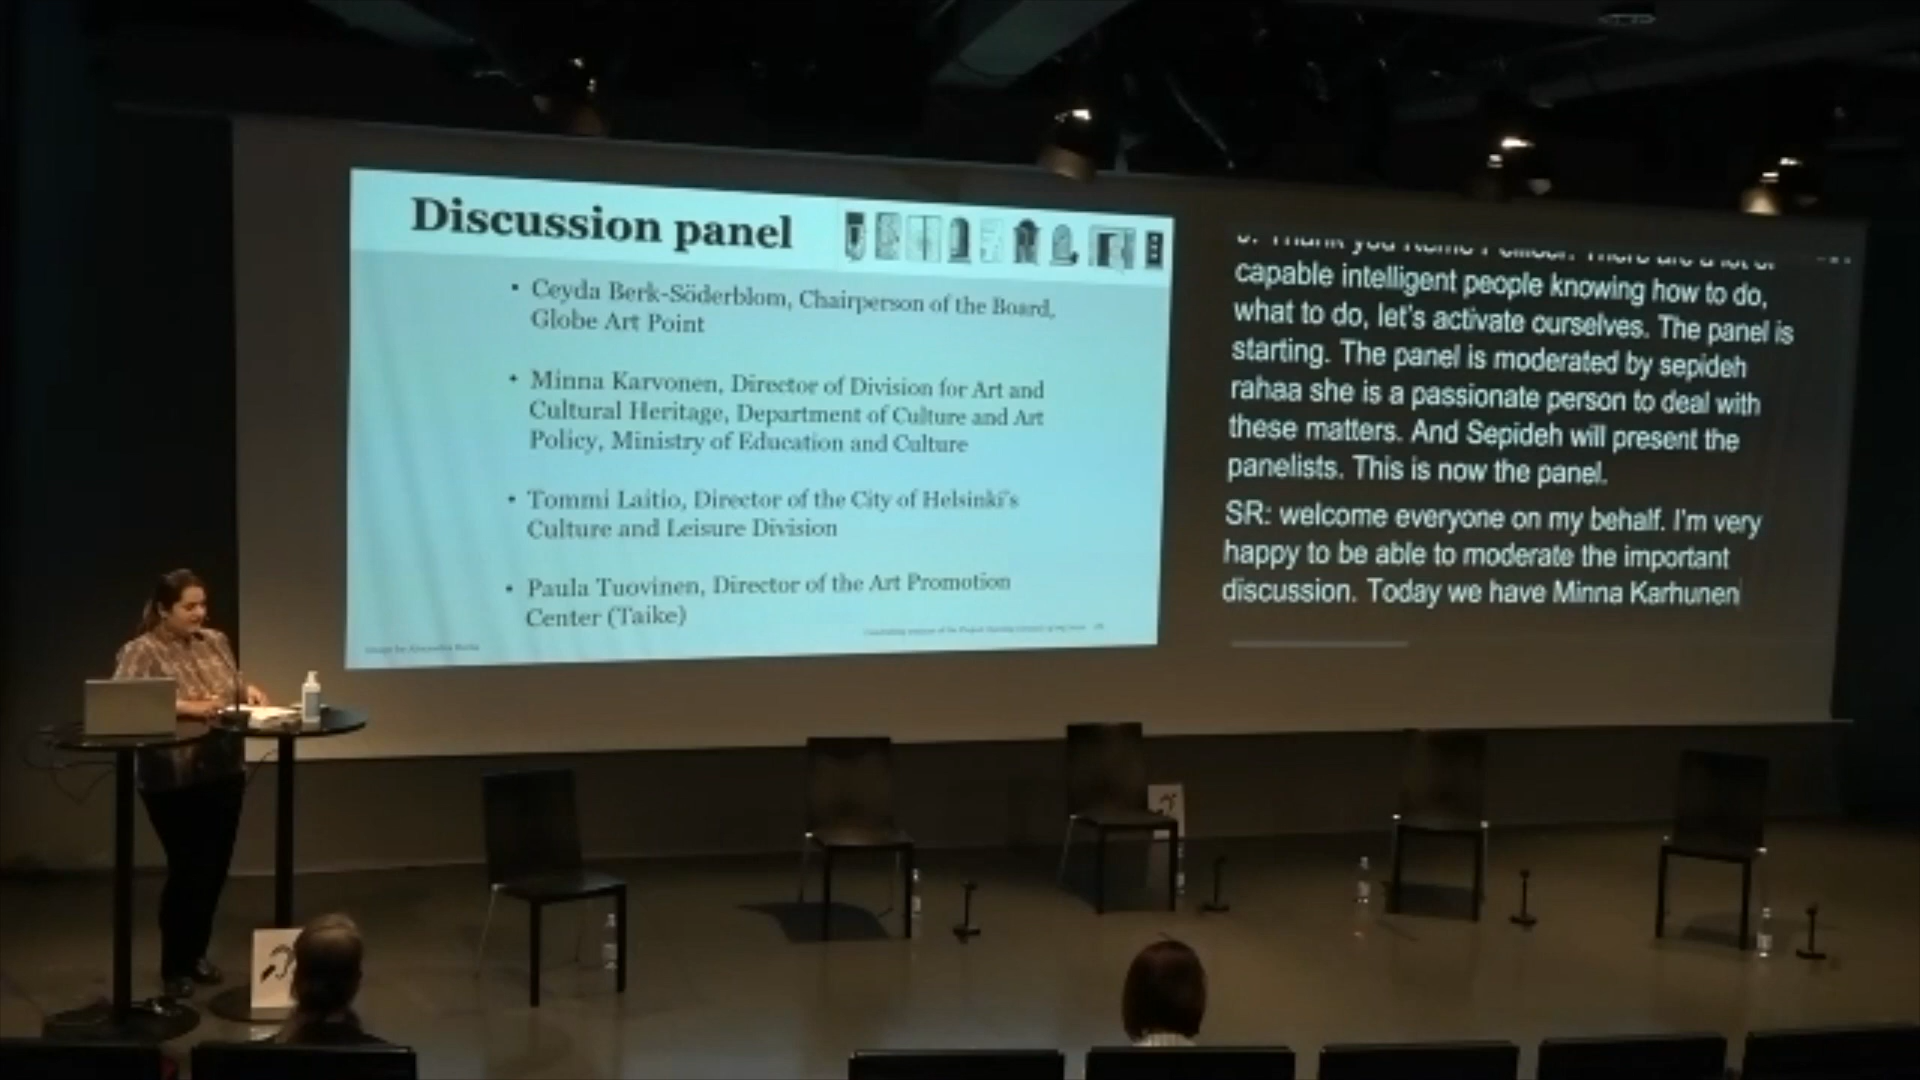 Discussion panel
• Ceyda Berk-Söderblom, Chairperson of the Board,
Globe Art Point
• Minna Karvonen, Director of Division for Art and
Cultural Heritage, Department of Culture and Art
Policy, Ministry of Education and Culture
• Tommi Laitio, Director of the City of Helsinki's
Culture and Leisure Division
• Paula Tuovinen, Director of the Art Promotion
Center (Taike)
Thank you There are a lot of
capable intelligent people knowing how to do,
what to do, let's activate ourselves. The panel is
starting. The panel is moderated by sepideh
rahaa she is a passionate person to deal with
these matters. And Sepideh will present the
panelists. This is now the panel.
SR: welcome everyone on my behalf. I'm very
happy to be able to moderate the important
discussion. Today we have Minna Karhunen